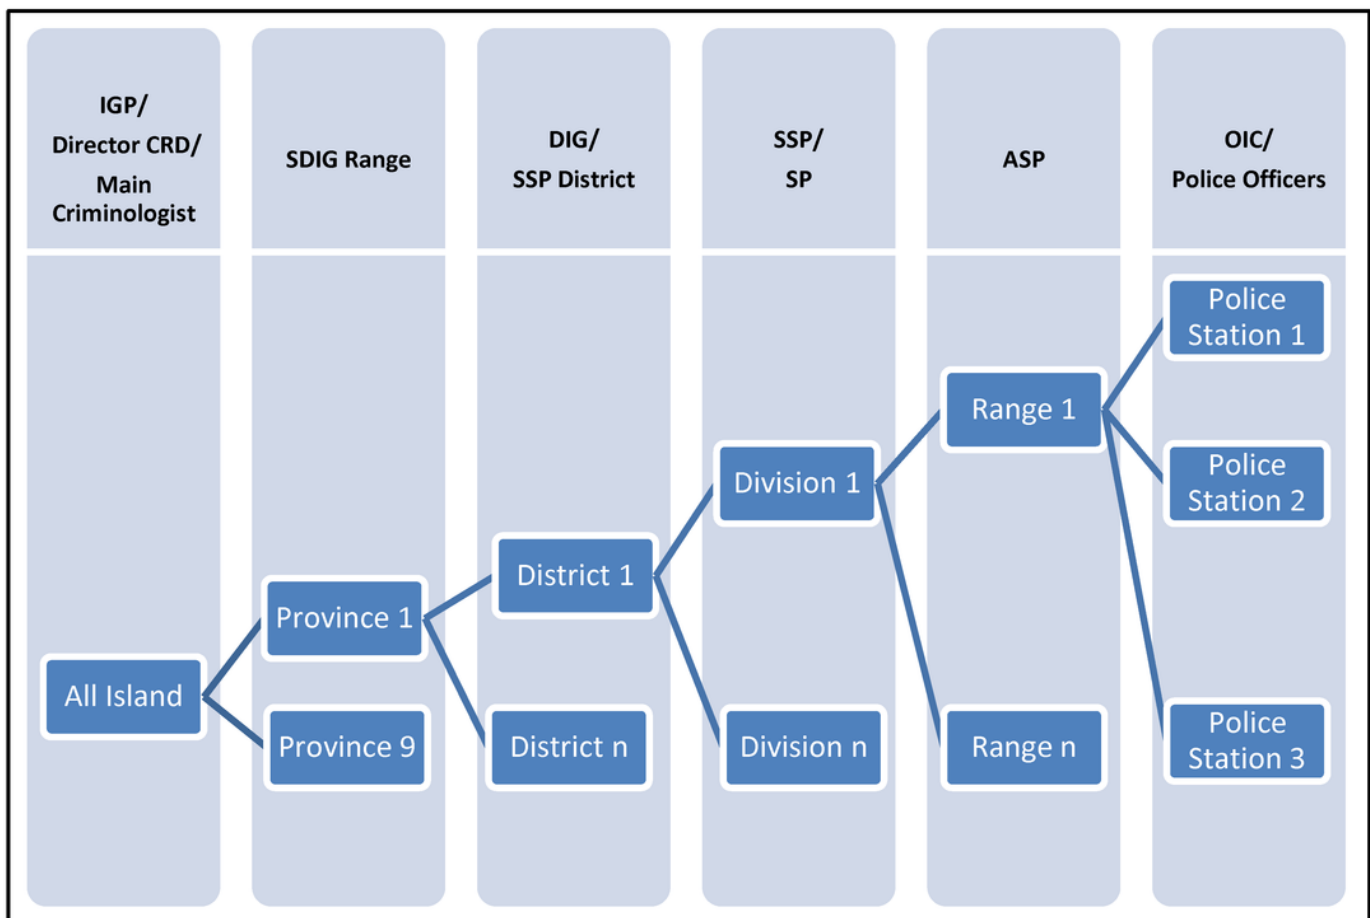 IGP/
Director CRD/
Main
Criminologist
SDIG Range
DIG/
SSP District
SSP/
SP
ASP
OIC/
Police Officers
All Island
Province 1
Province 9
District 1
District n
Division 1
Division n
Range 1
Range n
Police
Station 1
Police
Station 2
Police
Station 3